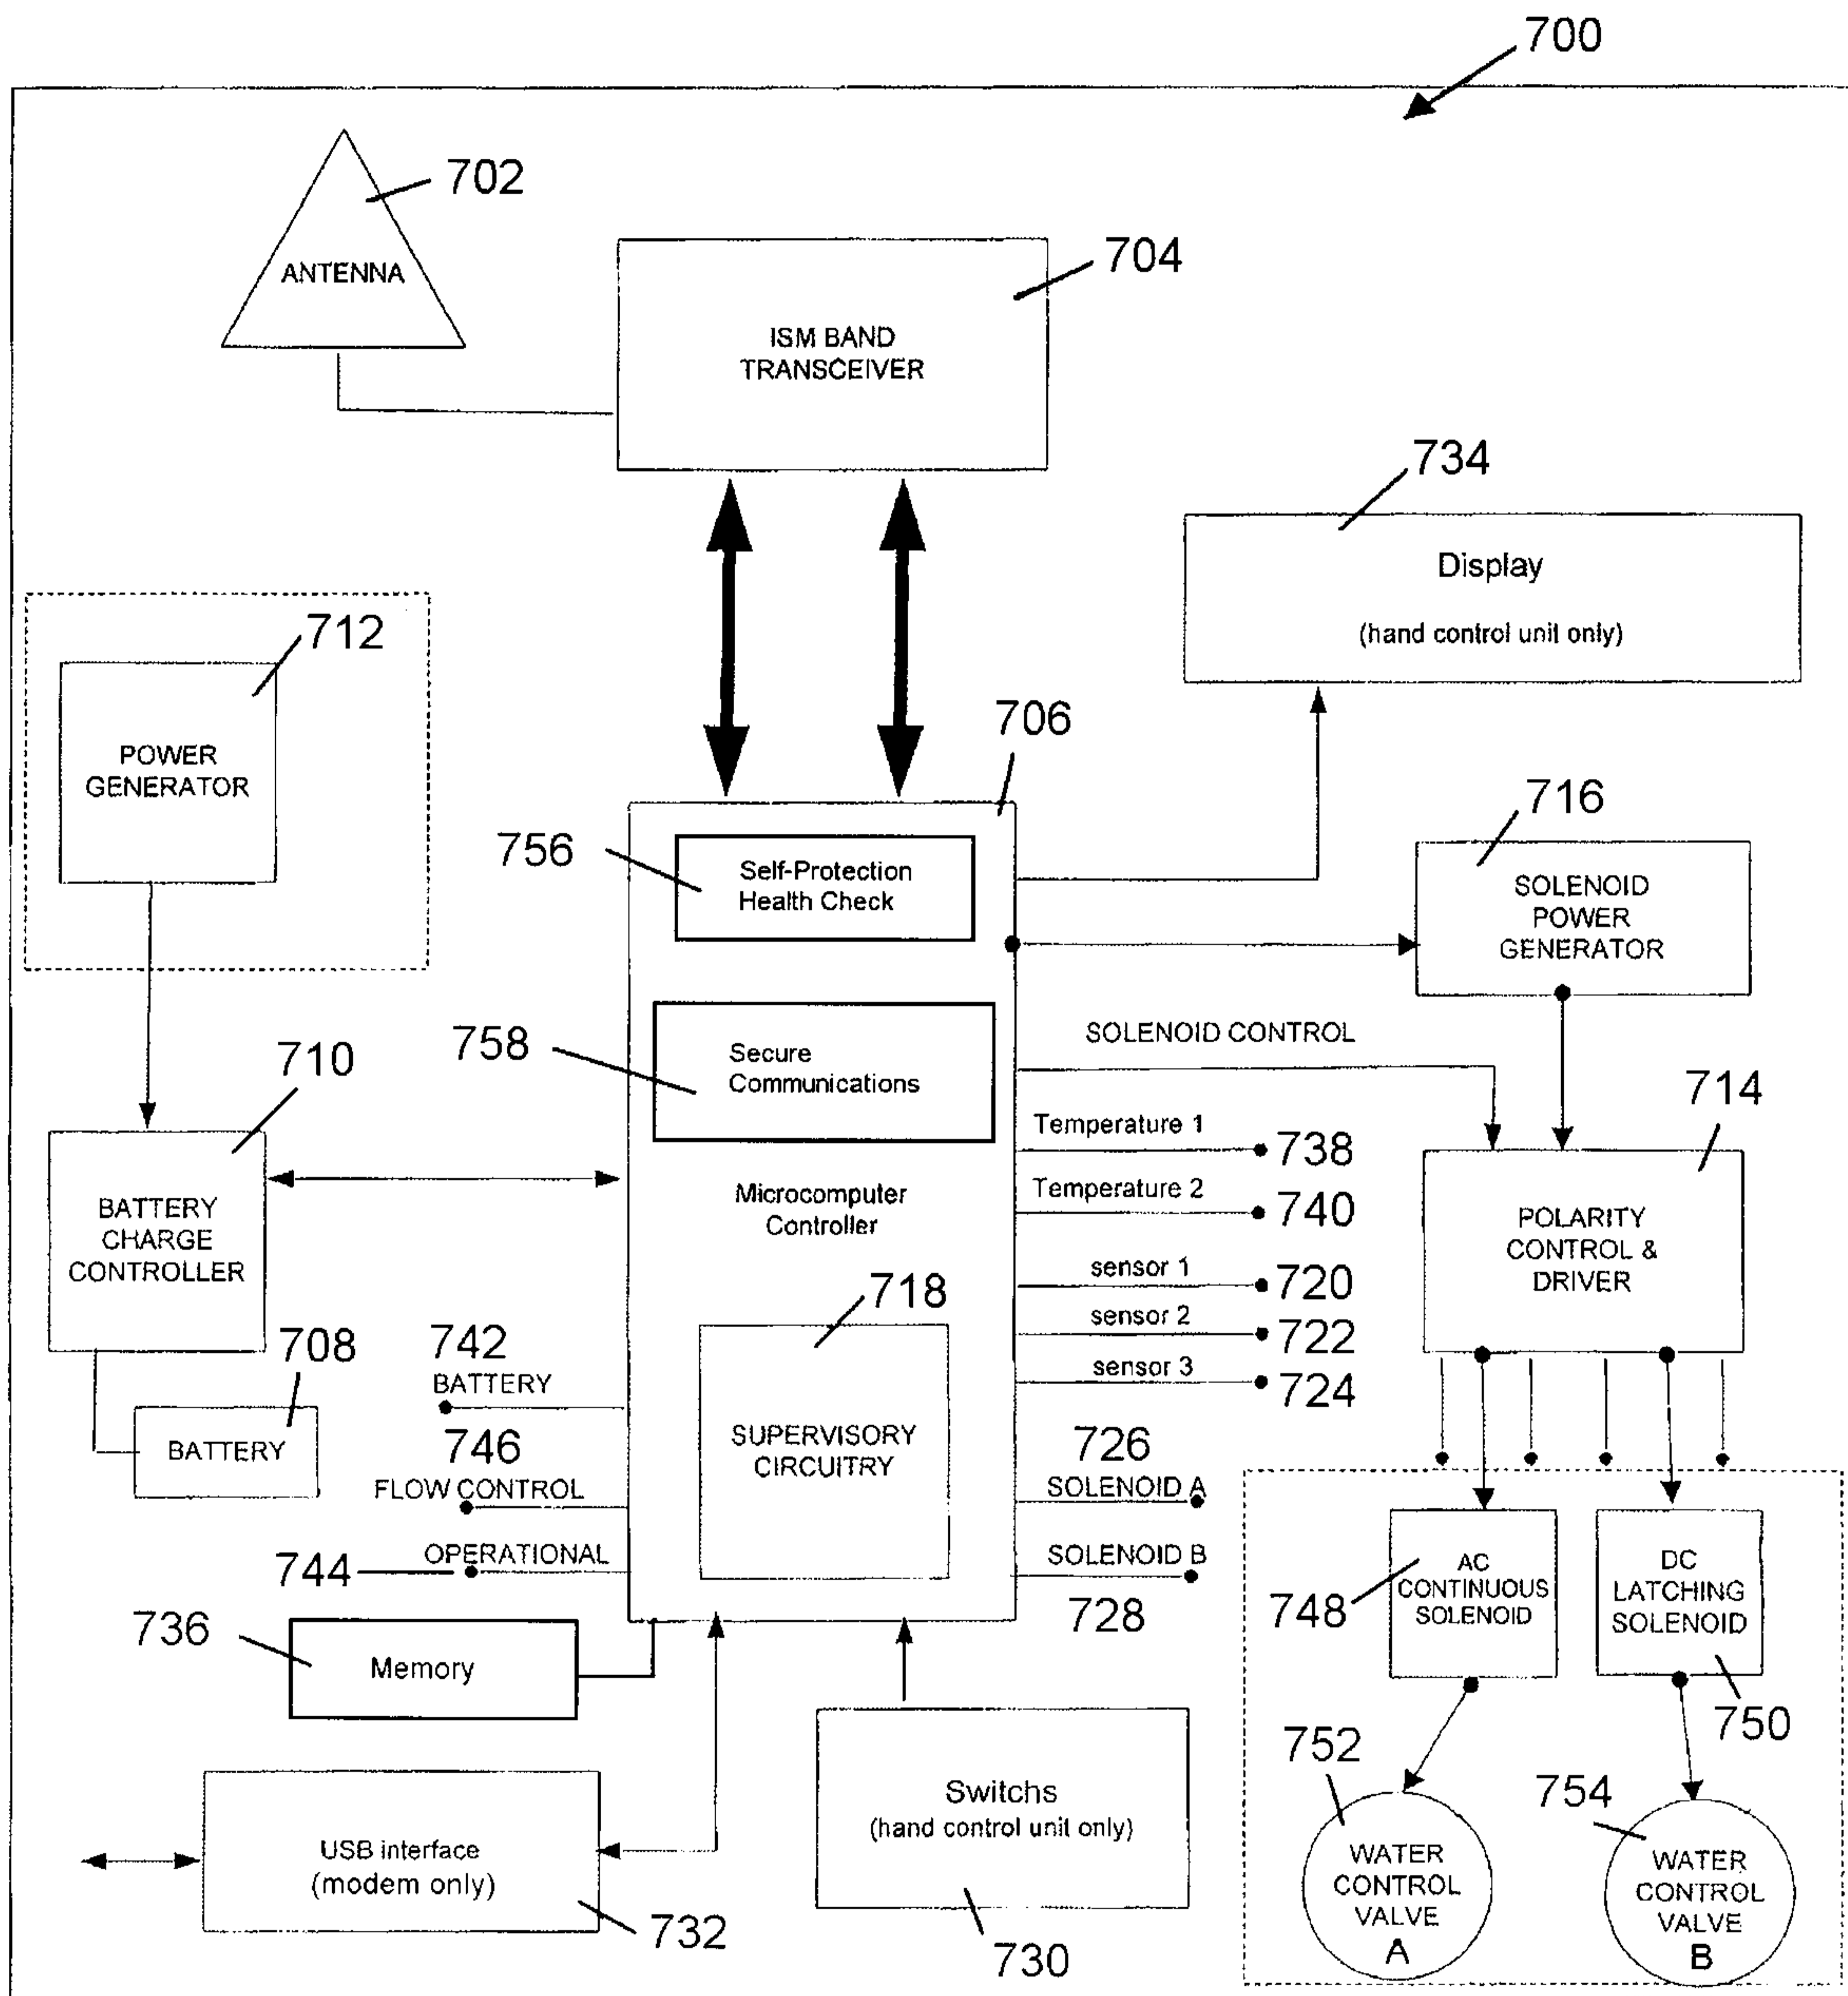 700
702
ANTENNA
704
ISM BAND
TRANSCEIVER
734
Display
(hand control unit only)
712
POWER
GENERATOR
706
756
Self-Protection
Health Check
716
SOLENOID
POWER
GENERATOR
758
Secure
Communications
SOLENOID CONTROL
710
BATTERY
CHARGE
CONTROLLER
Microcomputer
Controller
Temperature 1
738
Temperature 2
740
sensor 1
720
sensor 2
722
sensor 3
724
714
POLARITY
CONTROL &
DRIVER
718
SUPERVISORY
CIRCUITRY
708
BATTERY
742
BATTERY
746
FLOW CONTROL
OPERATIONAL
744
726
SOLENOID A
SOLENOID B
728
748
AC
CONTINUOUS
SOLENOID
DC
LATCHING
SOLENOID
750
736
Memory
USB interface
(modem only)
732
Switchs
(hand control unit only)
730
752
WATER
CONTROL
VALVE
A
754
WATER
CONTROL
VALVE
B